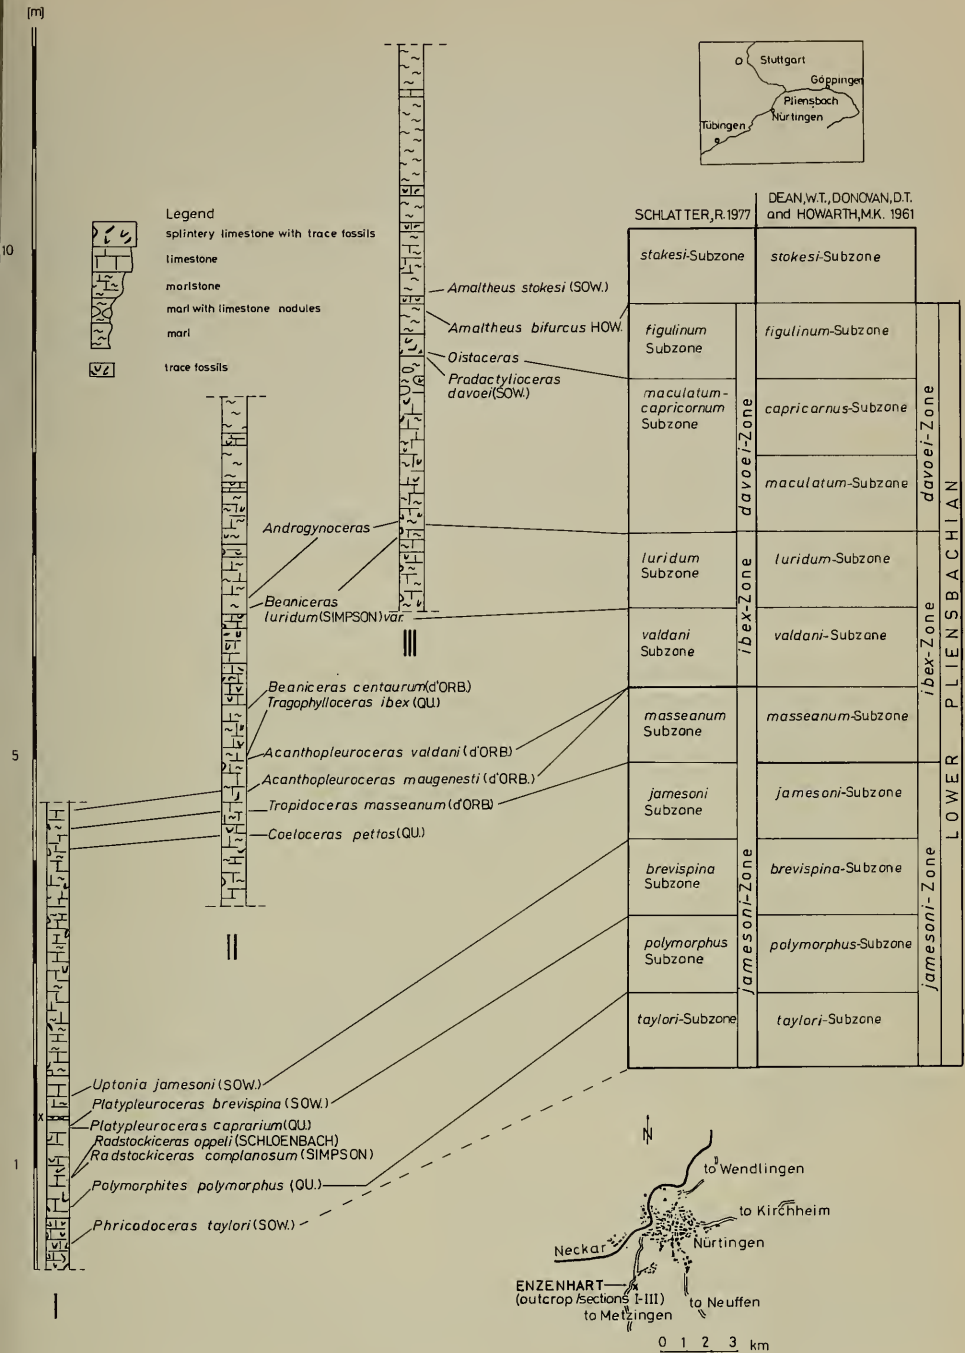 [m]
10
5
1
x
Legend
splintery limestone with trace fossils
limestone
morlstone
marl with limestone nodules
marl
trace fossils
Stuttgart
Göppingen
Pliensbach
Nürtingen
Tübingen
SCHLATTER, R. 1977
DEAN, W.T., DONOVAN, D.T.
and HOWARTH, M.K. 1961
Amaltheus stokesi (SOW.)
Amaltheus bifurcus HOW.
Oistaceras
Pradactylioceras
davoei (SOW.)
Androgynoceras
Beaniceras
luridum (SIMPSON) var.
III
Beaniceras centaurum (d'ORB.)
Tragophylloceras ibex (QU.)
Acanthopleuroceras valdani (d'ORB.)
Acanthopleuroceras maugenesti (d'ORB.)
Tropidoceras masseanum (d'ORB)
Coeloceras pettos (QU.)
II
Uptonia jamesoni (SOW.)
Platypleuroceras brevispina (SOW.)
Platypleuroceras caprarium (QU.)
Radstockiceras oppeli (SCHLOENBACH)
Radstockiceras complanosum (SIMPSON)
Polymorphites polymorphus (QU.)
Phricodoceras taylori (SOW.)
I
stokesi-Subzone
figulinum
Subzone
maculatum-
capricornum
Subzone
luridum
Subzone
valdani
Subzone
masseanum
Subzone
jamesoni
Subzone
brevispina
Subzone
polymorphus
Subzone
taylori-Subzone
davoei-Zone
ibex-Zone
jamesoni-Zone
stokesi-Subzone
figulinum-Subzone
capricornus-Subzone
maculatum-Subzone
luridum-Subzone
valdani-Subzone
masseanum-Subzone
jamesoni-Subzone
brevispina-Subzone
polymorphus-Subzone
taylori-Subzone
davoei-Zone
ibex-Zone
jamesoni-Zone
LOWER PLIENSBACHIAN
N
to Wendlingen
to Kirchheim
Neckar
Nürtingen
ENZENHART
(outcrop/sections I-III)
to Neuffen
to Metzingen
0 1 2 3 km